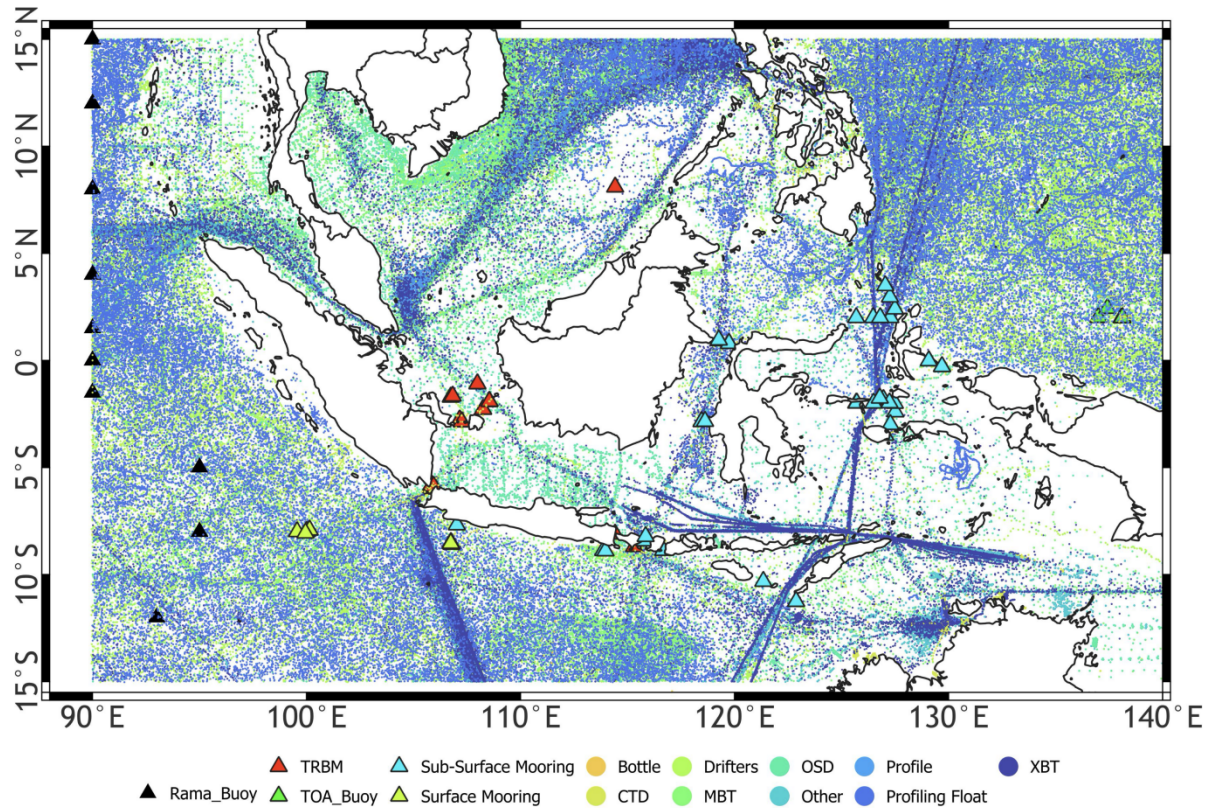 15°N
10°N
5°N
0°
5°S
10°S
15°S
90°E 100°E 110°E 120°E 130°E 140°E
TRBM Sub-Surface Mooring Bottle Drifters OSD Profile XBT
Rama_Buoy TOA_Buoy Surface Mooring CTD MBT Other Profiling Float